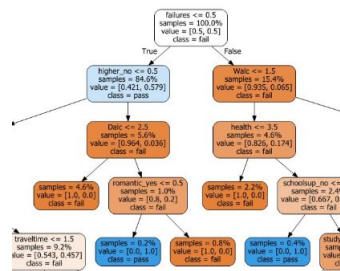 failures <= 0.5
samples = 100.0%
value = [0.5, 0.5]
class = fail
True
False
higher_no <= 0.5
samples = 84.6%
value = [0.421, 0.579]
class = pass
Walc <= 1.5
samples = 15.4%
value = [0.935, 0.065]
class = fail
Dalc <= 2.5
samples = 5.6%
value = [0.964, 0.036]
class = fail
health <= 3.5
samples = 4.6%
value = [0.826, 0.174]
class = fail
samples = 4.6%
value = [1.0, 0.0]
class = fail
romantic_yes <= 0.5
samples = 1.0%
value = [0.8, 0.2]
class = fail
samples = 2.2%
value = [1.0, 0.0]
class = fail
schoolsup_no <=
samples = 2.4
value = [0.667,
class = fail
traveltime <= 1.5
samples = 9.2%
value = [0.543, 0.457]
class = fail
samples = 0.2%
value = [0.0, 1.0]
class = pass
samples = 0.8%
value = [1.0, 0.0]
class = fail
samples = 0.4%
value = [0.0, 1.0]
class = pass